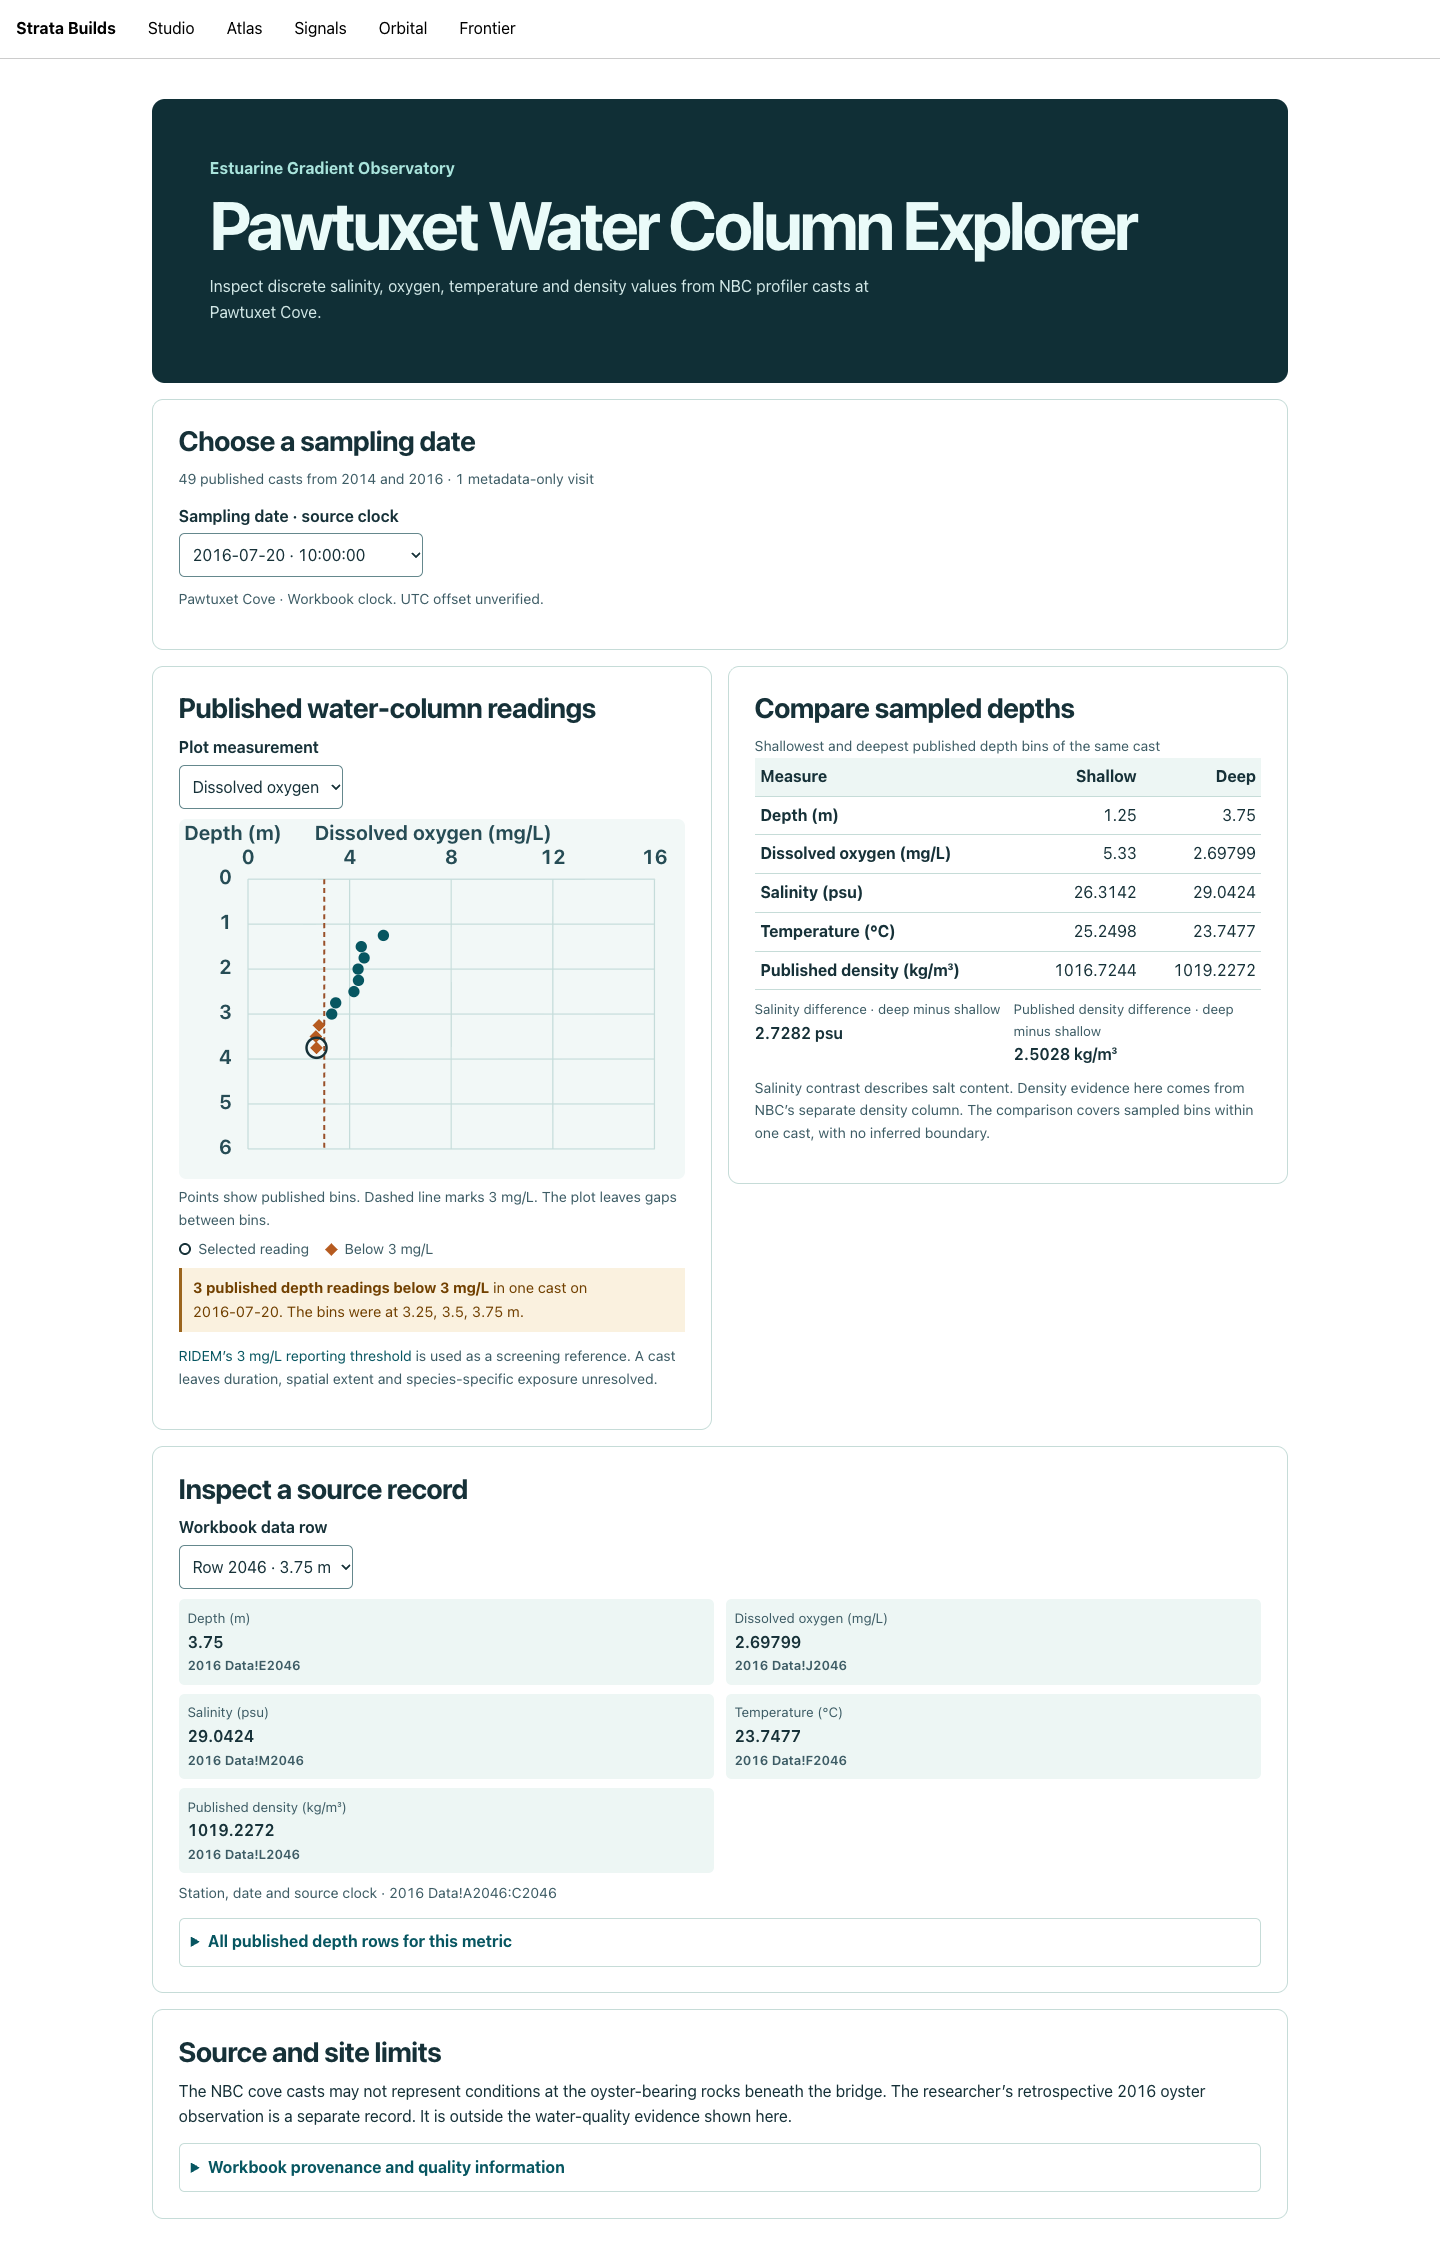 Strata Builds Studio Atlas Signals Orbital Frontier
Estuarine Gradient Observatory
Pawtuxet Water Column Explorer
Inspect discrete salinity, oxygen, temperature and density values from NBC profiler casts at
Pawtuxet Cove.
Choose a sampling date
49 published casts from 2014 and 2016 · 1 metadata-only visit
Sampling date · source clock
2016-07-20 · 10:00:00
Pawtuxet Cove · Workbook clock. UTC offset unverified.
Published water-column readings
Plot measurement
Dissolved oxygen
Depth (m) Dissolved oxygen (mg/L)
0 4 8 12 16
0
1
2
3
4
5
6
Points show published bins. Dashed line marks 3 mg/L. The plot leaves gaps
between bins.
Selected reading Below 3 mg/L
3 published depth readings below 3 mg/L in one cast on
2016-07-20. The bins were at 3.25, 3.5, 3.75 m.
RIDEM’s 3 mg/L reporting threshold is used as a screening reference. A cast
leaves duration, spatial extent and species-specific exposure unresolved.
Compare sampled depths
Shallowest and deepest published depth bins of the same cast
Measure Shallow Deep
Depth (m) 1.25 3.75
Dissolved oxygen (mg/L) 5.33 2.69799
Salinity (psu) 26.3142 29.0424
Temperature (°C) 25.2498 23.7477
Published density (kg/m³) 1016.7244 1019.2272
Salinity difference · deep minus shallow
2.7282 psu
Published density difference · deep
minus shallow
2.5028 kg/m³
Salinity contrast describes salt content. Density evidence here comes from
NBC’s separate density column. The comparison covers sampled bins within
one cast, with no inferred boundary.
Inspect a source record
Workbook data row
Row 2046 · 3.75 m
Depth (m)
3.75
2016 Data!E2046
Dissolved oxygen (mg/L)
2.69799
2016 Data!J2046
Salinity (psu)
29.0424
2016 Data!M2046
Temperature (°C)
23.7477
2016 Data!F2046
Published density (kg/m³)
1019.2272
2016 Data!L2046
Station, date and source clock · 2016 Data!A2046:C2046
All published depth rows for this metric
Source and site limits
The NBC cove casts may not represent conditions at the oyster-bearing rocks beneath the bridge. The researcher’s retrospective 2016 oyster
observation is a separate record. It is outside the water-quality evidence shown here.
Workbook provenance and quality information